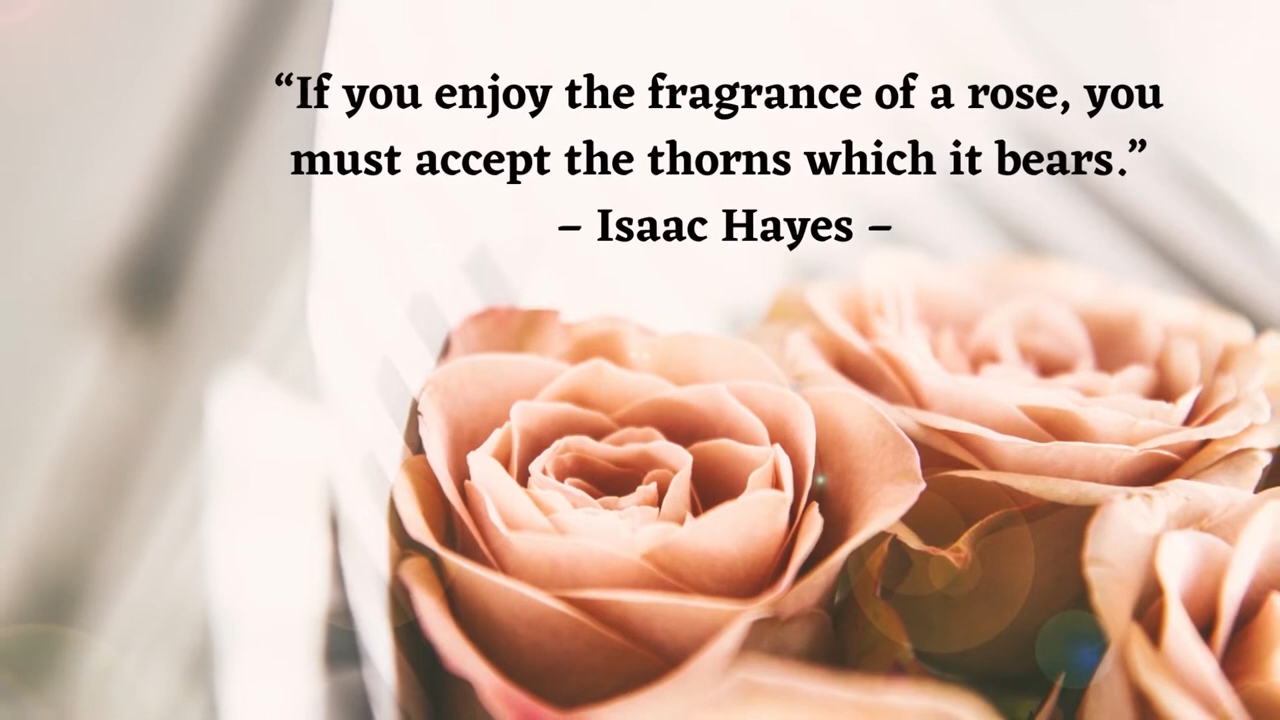 “If you enjoy the fragrance of a rose, you
must accept the thorns which it bears.”
– Isaac Hayes –